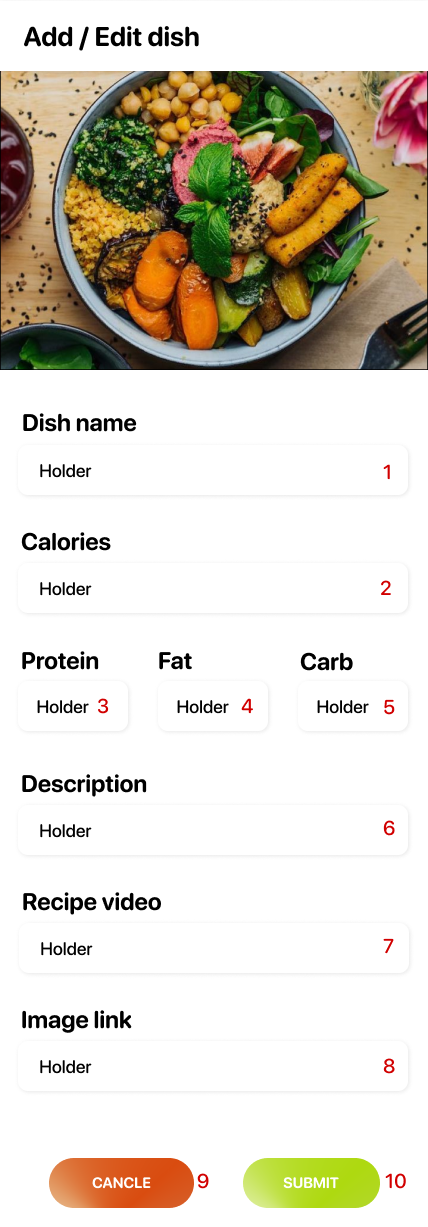 Add / Edit dish
Dish name
Holder 1
Calories
Holder 2
Protein Fat Carb
Holder 3 Holder 4 Holder 5
Description
Holder 6
Recipe video
Holder 7
Image link
Holder 8
CANCLE 9 SUBMIT 10